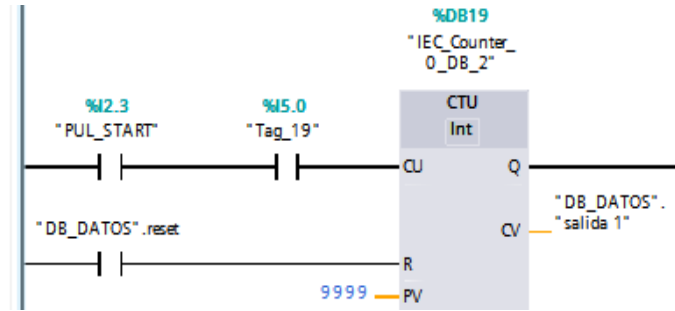 %DB19
"IEC_Counter_
0_DB_2"
%I2.3
"PUL_START"
%I5.0
"Tag_19"
CTU
Int
CU
Q
"DB_DATOS".reset
"DB_DATOS".
"salida 1"
CV
R
9999
PV